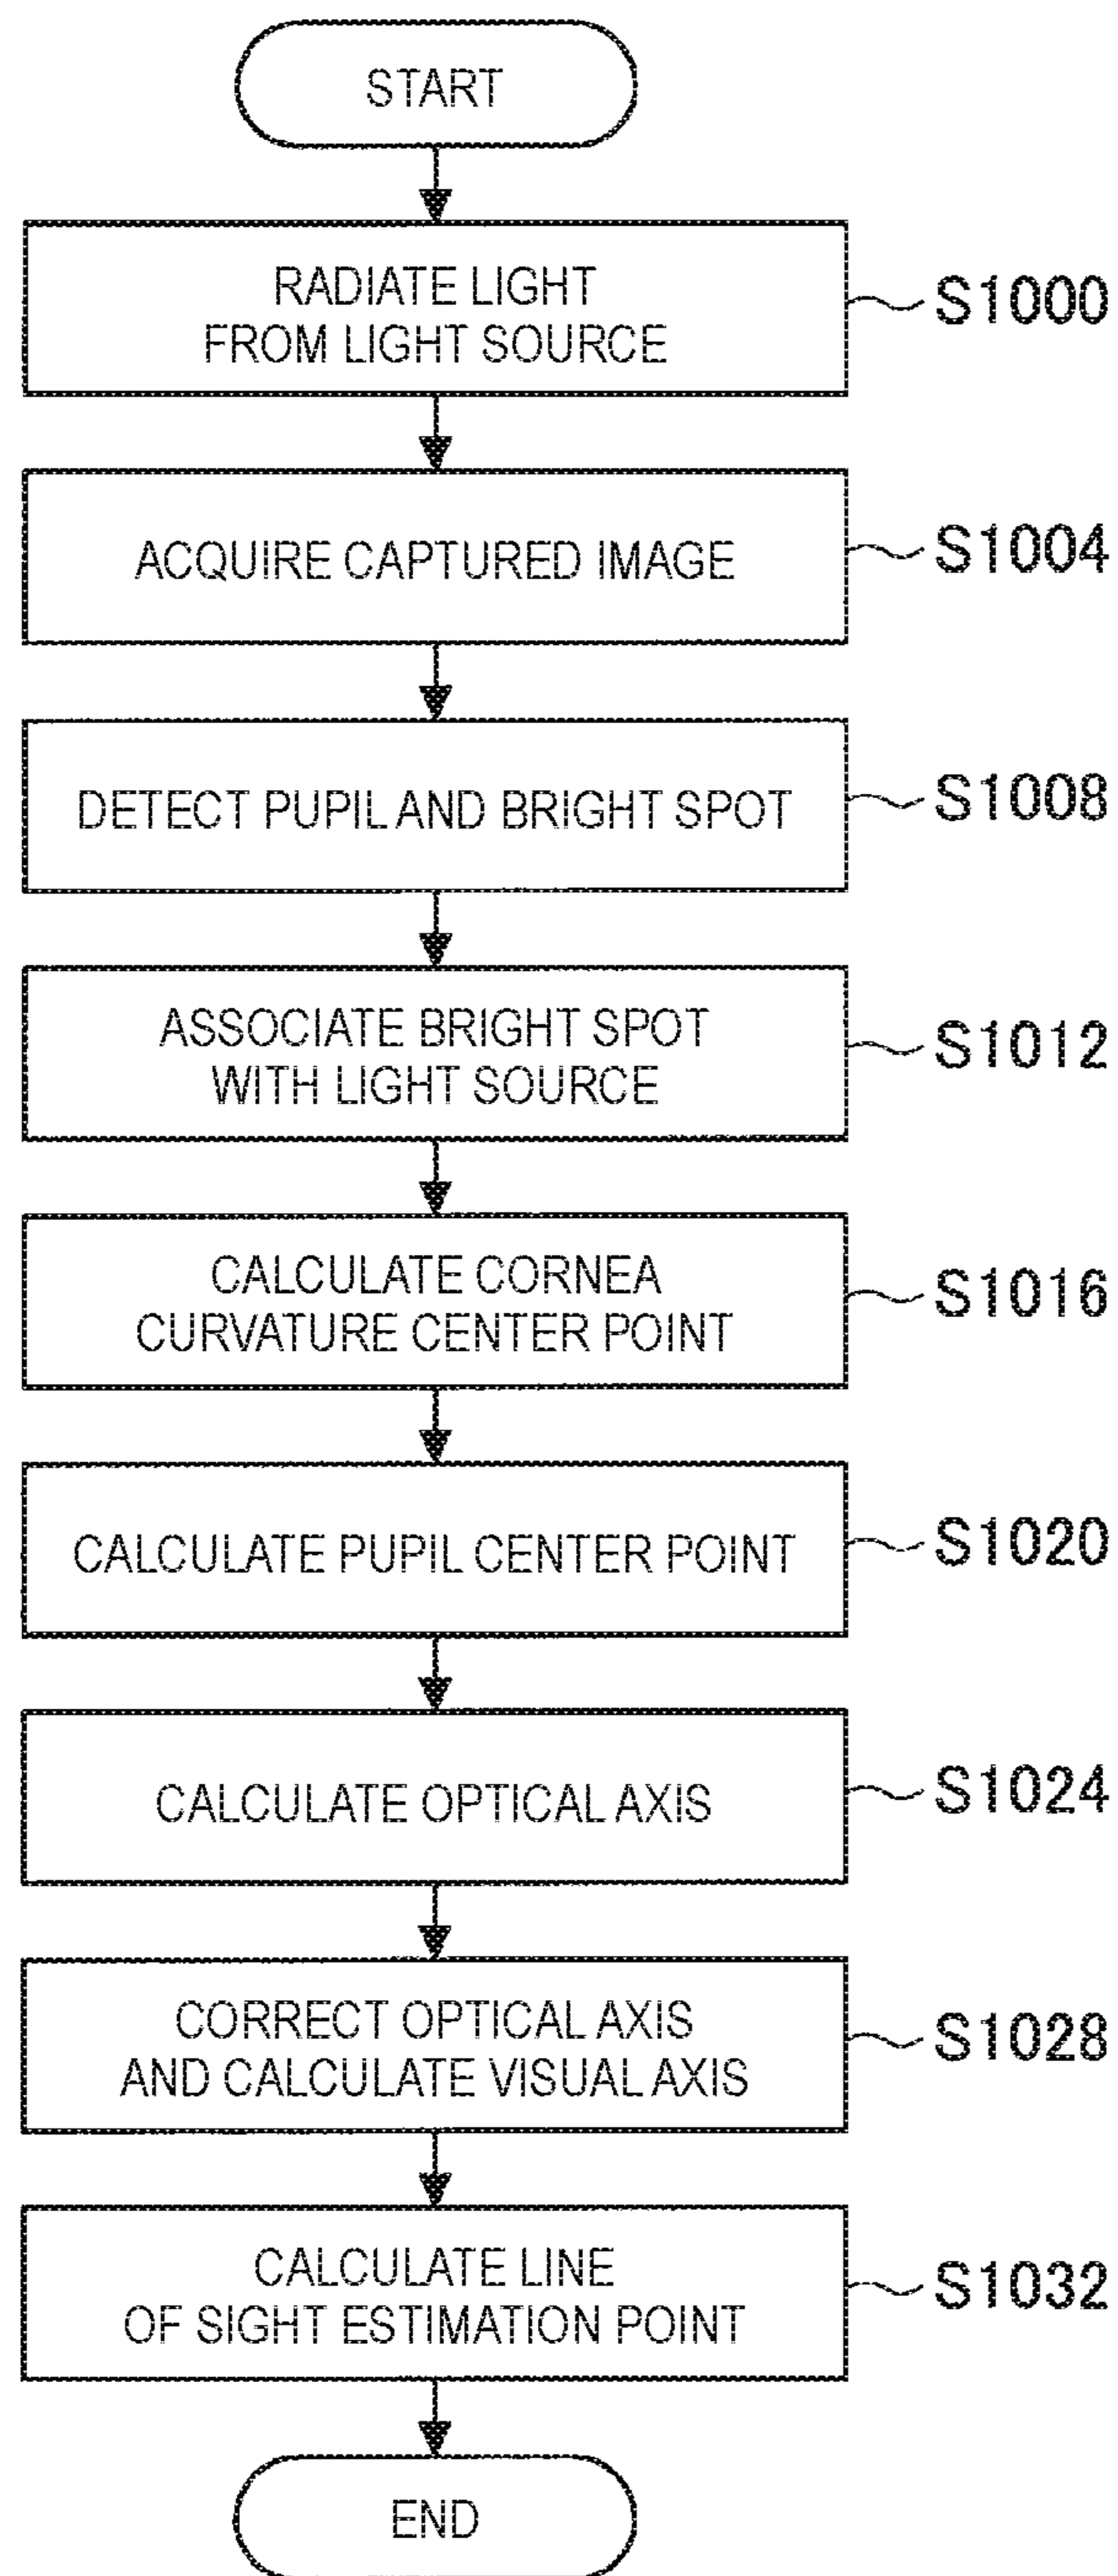 START
RADIATE LIGHT
FROM LIGHT SOURCE
S1000
ACQUIRE CAPTURED IMAGE
S1004
DETECT PUPIL AND BRIGHT SPOT
S1008
ASSOCIATE BRIGHT SPOT
WITH LIGHT SOURCE
S1012
CALCULATE CORNEA
CURVATURE CENTER POINT
S1016
CALCULATE PUPIL CENTER POINT
S1020
CALCULATE OPTICAL AXIS
S1024
CORRECT OPTICAL AXIS
AND CALCULATE VISUAL AXIS
S1028
CALCULATE LINE
OF SIGHT ESTIMATION POINT
S1032
END